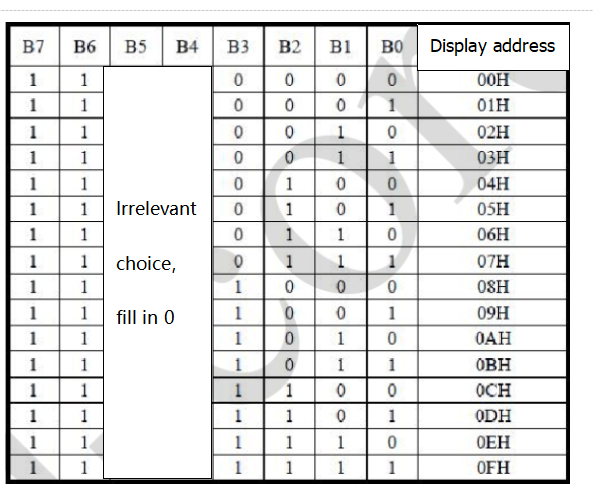 B7 B6 B5 B4 B3 B2 B1 B0 Display address
1 1 0 0 0 0 00H
1 1 0 0 0 1 01H
1 1 0 0 1 0 02H
1 1 0 0 1 1 03H
1 1 0 1 0 0 04H
1 1 Irrelevant 0 1 0 1 05H
1 1 0 1 1 0 06H
1 1 choice, 0 1 1 1 07H
1 1 1 0 0 0 08H
1 1 fill in 0 1 0 0 1 09H
1 1 1 0 1 0 0AH
1 1 1 0 1 1 0BH
1 1 1 1 0 0 0CH
1 1 1 1 0 1 0DH
1 1 1 1 1 0 0EH
1 1 1 1 1 1 0FH